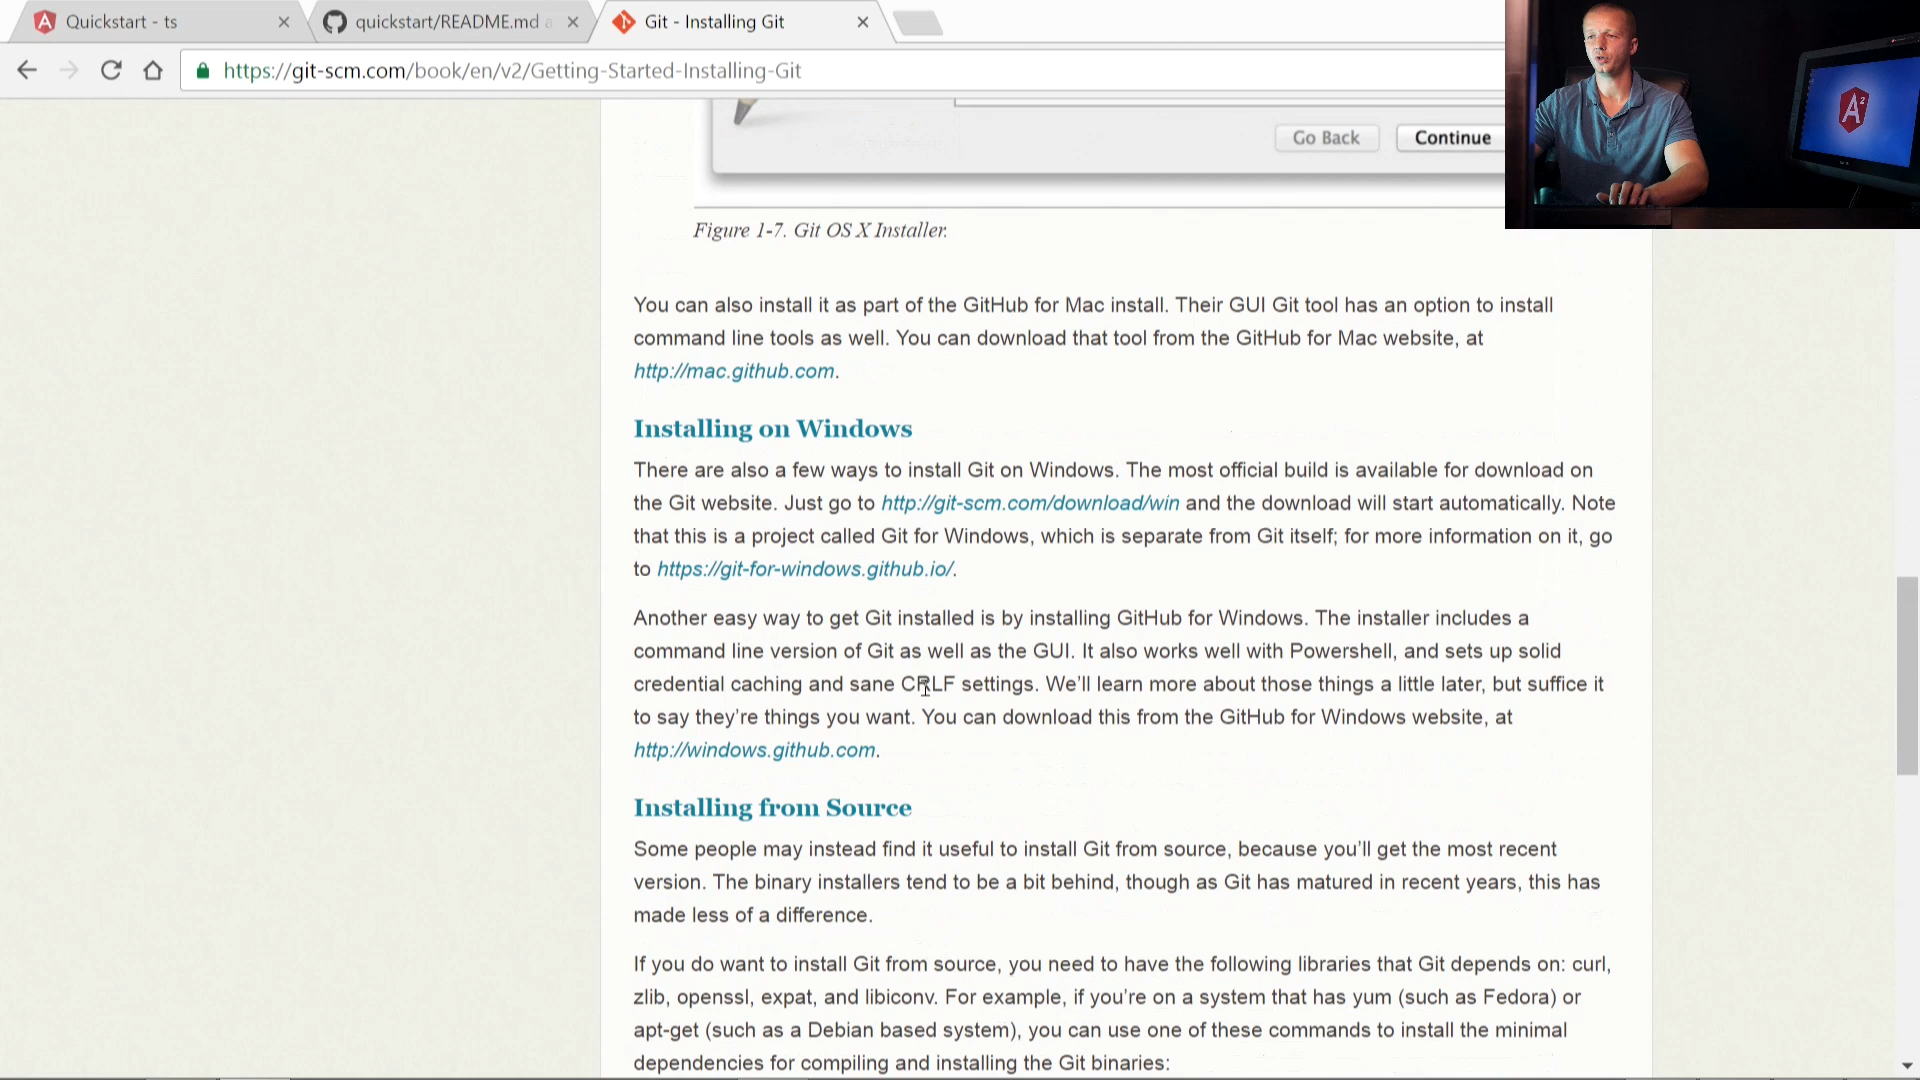 Quickstart - ts
quickstart/README.md
Git - Installing Git
https://git-scm.com/book/en/v2/Getting-Started-Installing-Git
Go Back
Continue
Figure 1-7. Git OS X Installer.
You can also install it as part of the GitHub for Mac install. Their GUI Git tool has an option to install
command line tools as well. You can download that tool from the GitHub for Mac website, at
http://mac.github.com.
Installing on Windows
There are also a few ways to install Git on Windows. The most official build is available for download on
the Git website. Just go to http://git-scm.com/download/win and the download will start automatically. Note
that this is a project called Git for Windows, which is separate from Git itself; for more information on it, go
to https://git-for-windows.github.io/.
Another easy way to get Git installed is by installing GitHub for Windows. The installer includes a
command line version of Git as well as the GUI. It also works well with Powershell, and sets up solid
credential caching and sane CRLF settings. We'll learn more about those things a little later, but suffice it
to say they're things you want. You can download this from the GitHub for Windows website, at
http://windows.github.com.
Installing from Source
Some people may instead find it useful to install Git from source, because you'll get the most recent
version. The binary installers tend to be a bit behind, though as Git has matured in recent years, this has
made less of a difference.
If you do want to install Git from source, you need to have the following libraries that Git depends on: curl,
zlib, openssl, expat, and libiconv. For example, if you're on a system that has yum (such as Fedora) or
apt-get (such as a Debian based system), you can use one of these commands to install the minimal
dependencies for compiling and installing the Git binaries:
A2